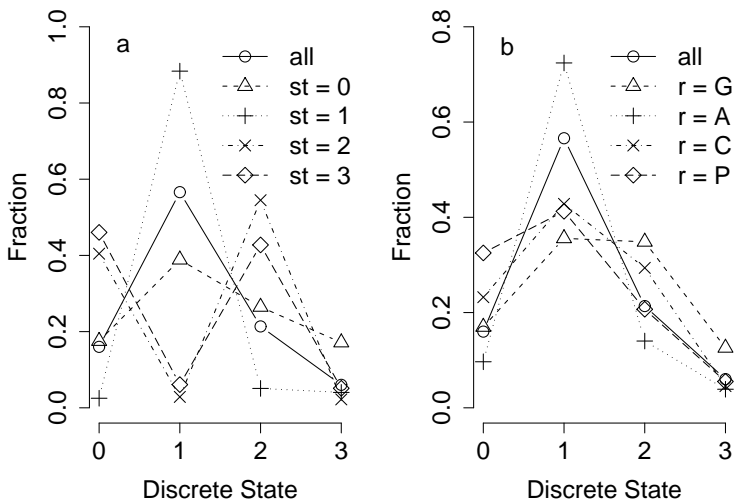 a
all
st = 0
st = 1
st = 2
st = 3
Fraction
0.0
0.2
0.4
0.6
0.8
1.0
0 1 2 3
Discrete State
b
all
r = G
r = A
r = C
r = P
Fraction
0.0
0.2
0.4
0.6
0.8
0 1 2 3
Discrete State